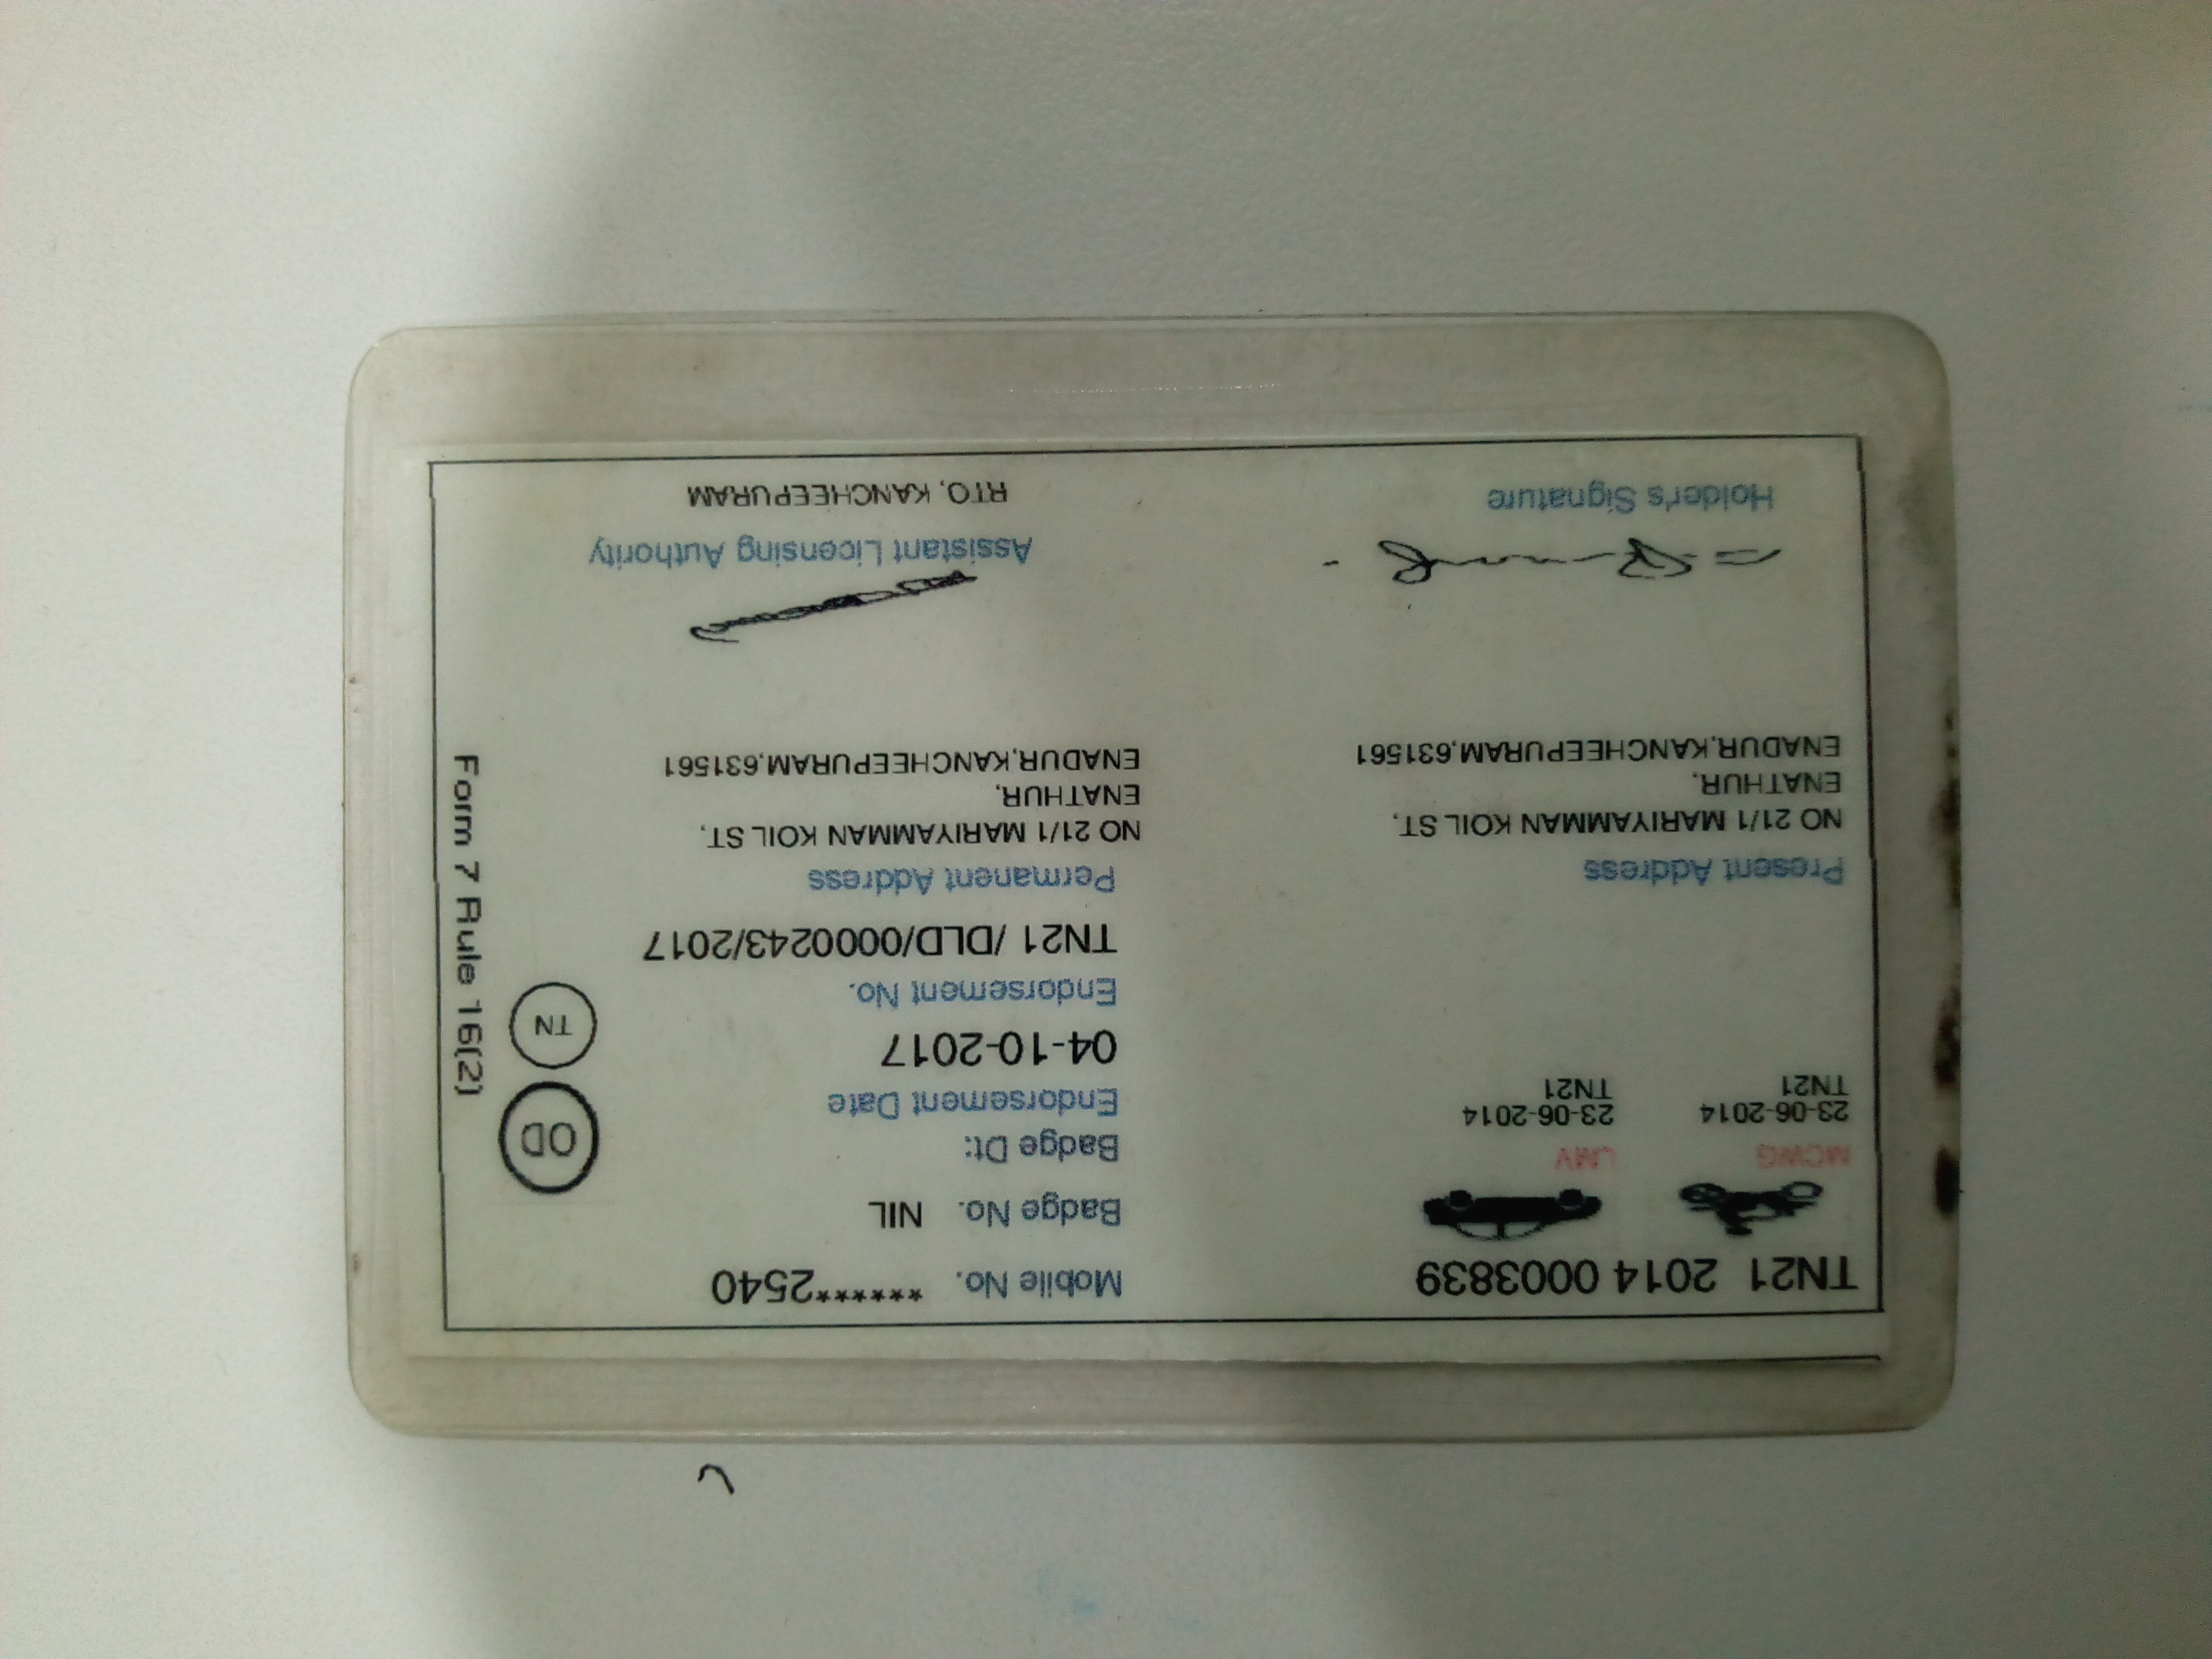 TN21 2014 0003839
MCWG
23-06-2014
TN21
LMV
23-06-2014
TN21
Present Address
NO 21/1 MARIYAMMAN KOIL ST,
ENATHUR,
ENADUR,KANCHEEPURAM,631561
Holder's Signature
Mobile No. ******2540
Badge No. NIL
Badge Dt:
Endorsement Date
04-10-2017
Endorsement No.
TN21 /DLD/0000243/2017
Permanent Address
NO 21/1 MARIYAMMAN KOIL ST,
ENATHUR,
ENADUR,KANCHEEPURAM,631561
Assistant Licensing Authority
RTO, KANCHEEPURAM
OD
TN
Form 7 Rule 16(2)